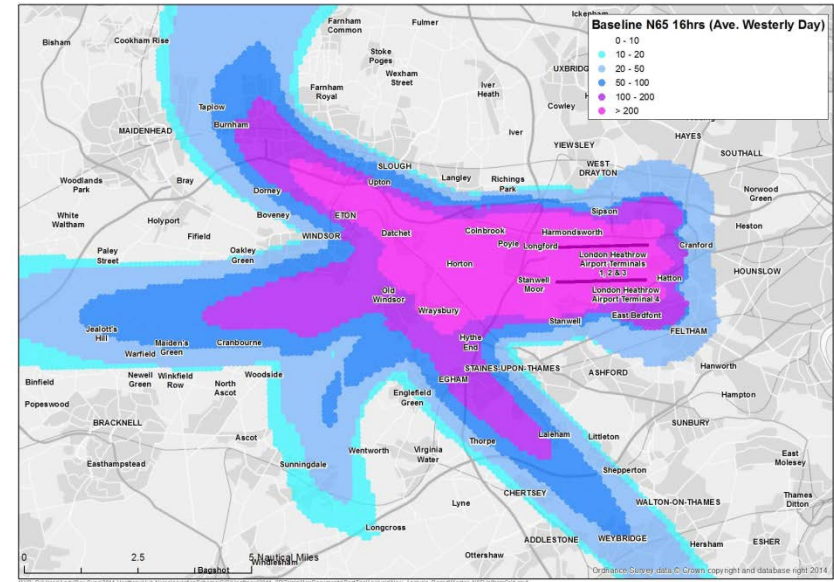 Baseline N65 16hrs (Ave. Westerly Day)
0 - 10
10 - 20
20 - 50
50 - 100
100 - 200
> 200
Bisham
Cookham Rise
Farnham
Common
Fulmer
Stoke
Poges
Wexham
Street
Farnham
Royal
Iver
Heath
Iver
Cowley
HAYES
YIEWSLEY
SOUTHALL
WEST
DRAYTON
Taplow
Burnham
MAIDENHEAD
SLOUGH
Langley
Richings
Park
Norwood
Green
Woodlands
Park
Bray
Dorney
Upton
White
Waltham
Holyport
Boveney
ETON
Sipson
Heston
Fifield
WINDSOR
Datchet
Colnbrook
Harmondsworth
Paley
Street
Oakley
Green
Poyle
Longford
Cranford
Horton
London Heathrow
Airport Terminals
1, 2 & 3
HOUNSLOW
Stanwell
Moor
Hatton
London Heathrow
Airport Terminal 4
Old
Windsor
Wraysbury
Stanwell
East Bedfont
FELTHAM
Jealott's
Hill
Maiden's
Green
Warfield
Cranbourne
Hythe
End
STAINES-UPON-THAMES
ASHFORD
Hanworth
Binfield
Newell
Green
Winkfield
Row
North
Ascot
Woodside
EGHAM
Hampton
Popeswood
Englefield
Green
SUNBURY
BRACKNELL
Ascot
Wentworth
Virginia
Water
Thorpe
Laleham
Littleton
East
Molesey
Easthampstead
Sunningdale
Shepperton
Lyne
CHERTSEY
WALTON-ON-THAMES
Thames
Ditton
Longcross
ADDLESTONE
WEYBRIDGE
Hersham
ESHER
Ottershaw
0 2.5 5 Nautical Miles
Windlesham
Bagshot
Ordnance Survey data © Crown copyright and database right 2014